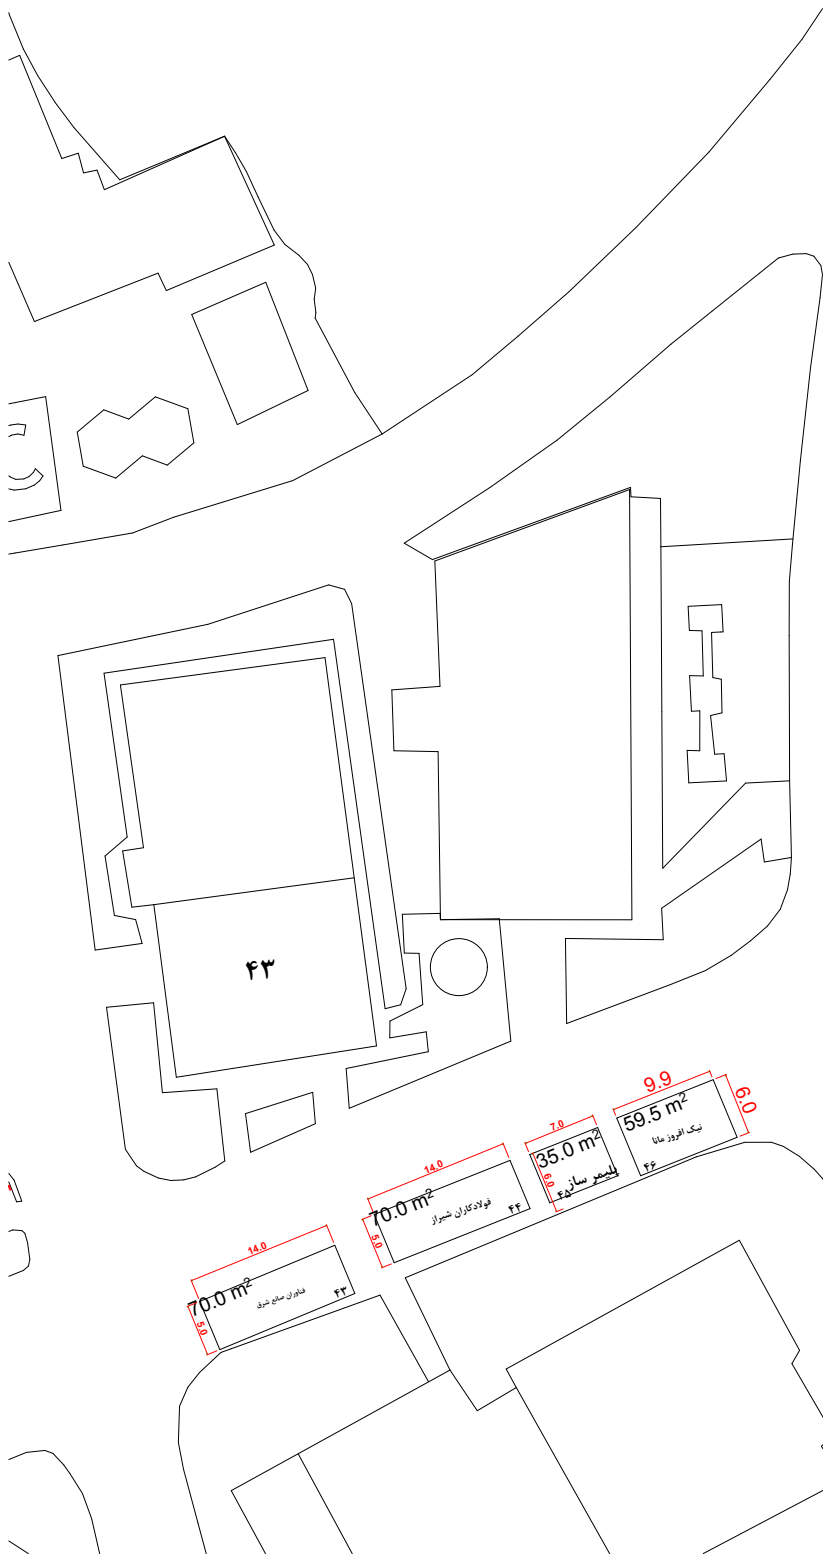 ۴۳
9.9
6.0
59.5 m²
نیک افروز مانا
۴۶
7.0
35.0 m²
6.0
پلیمر ساز
۴۵
14.0
70.0 m²
5.0
فولادکاران شیراز
۴۴
14.0
70.0 m²
5.0
فناوران صانع شرق
۴۳